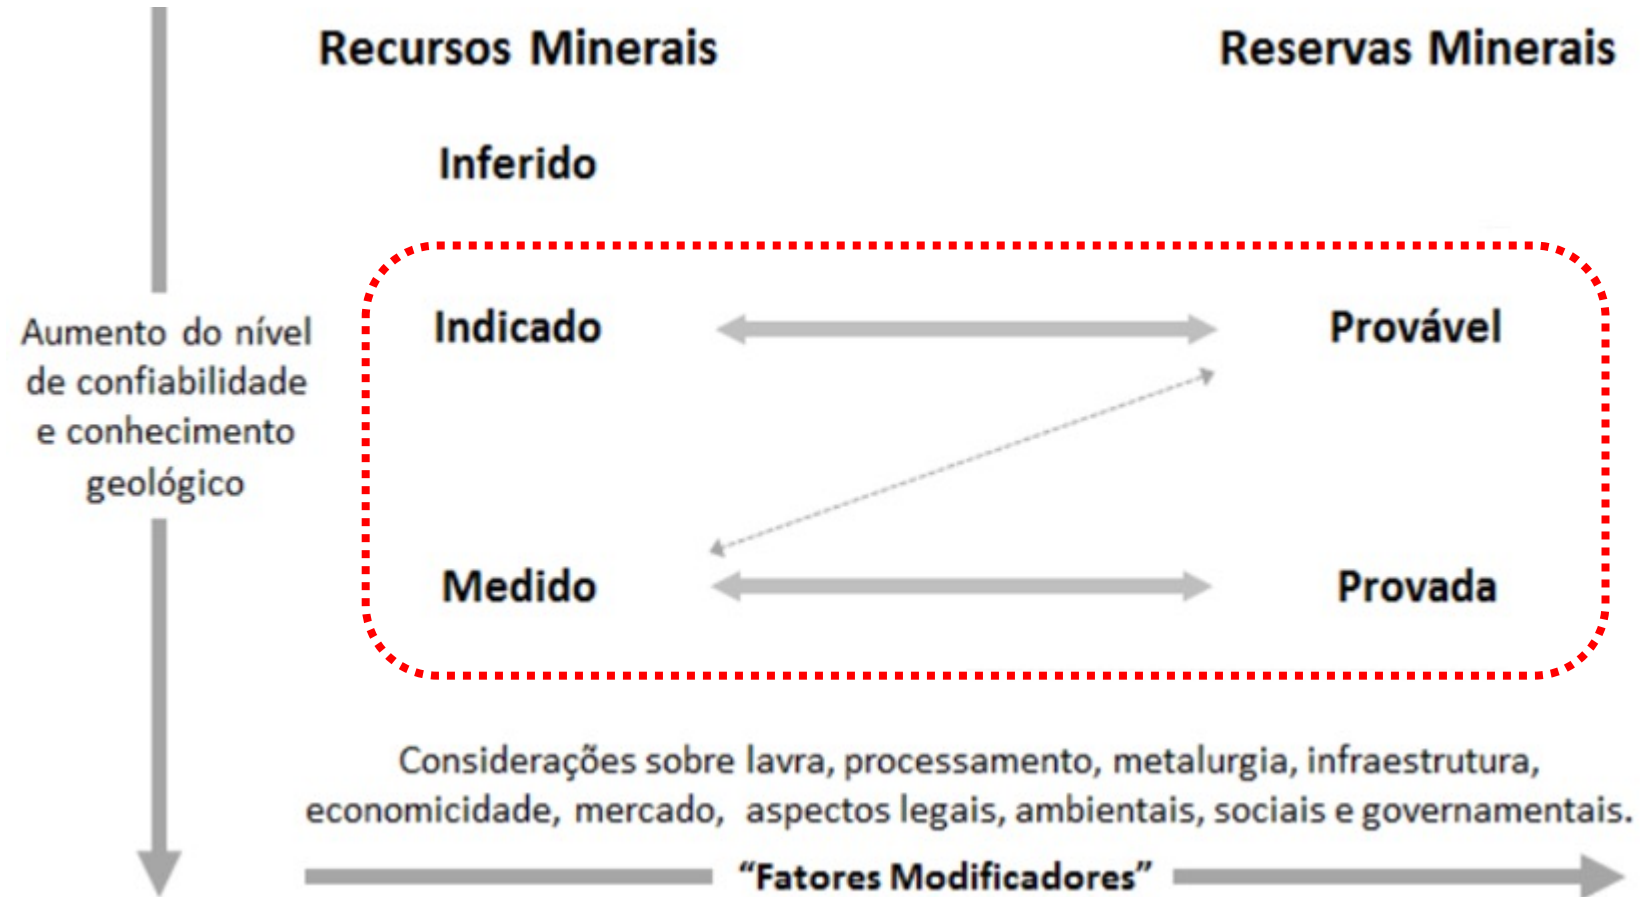 Recursos Minerais
Reservas Minerais
Inferido
Aumento do nível
de confiabilidade
e conhecimento
geológico
Indicado
Provável
Medido
Provada
Considerações sobre lavra, processamento, metalurgia, infraestrutura,
economicidade, mercado, aspectos legais, ambientais, sociais e governamentais.
“Fatores Modificadores”